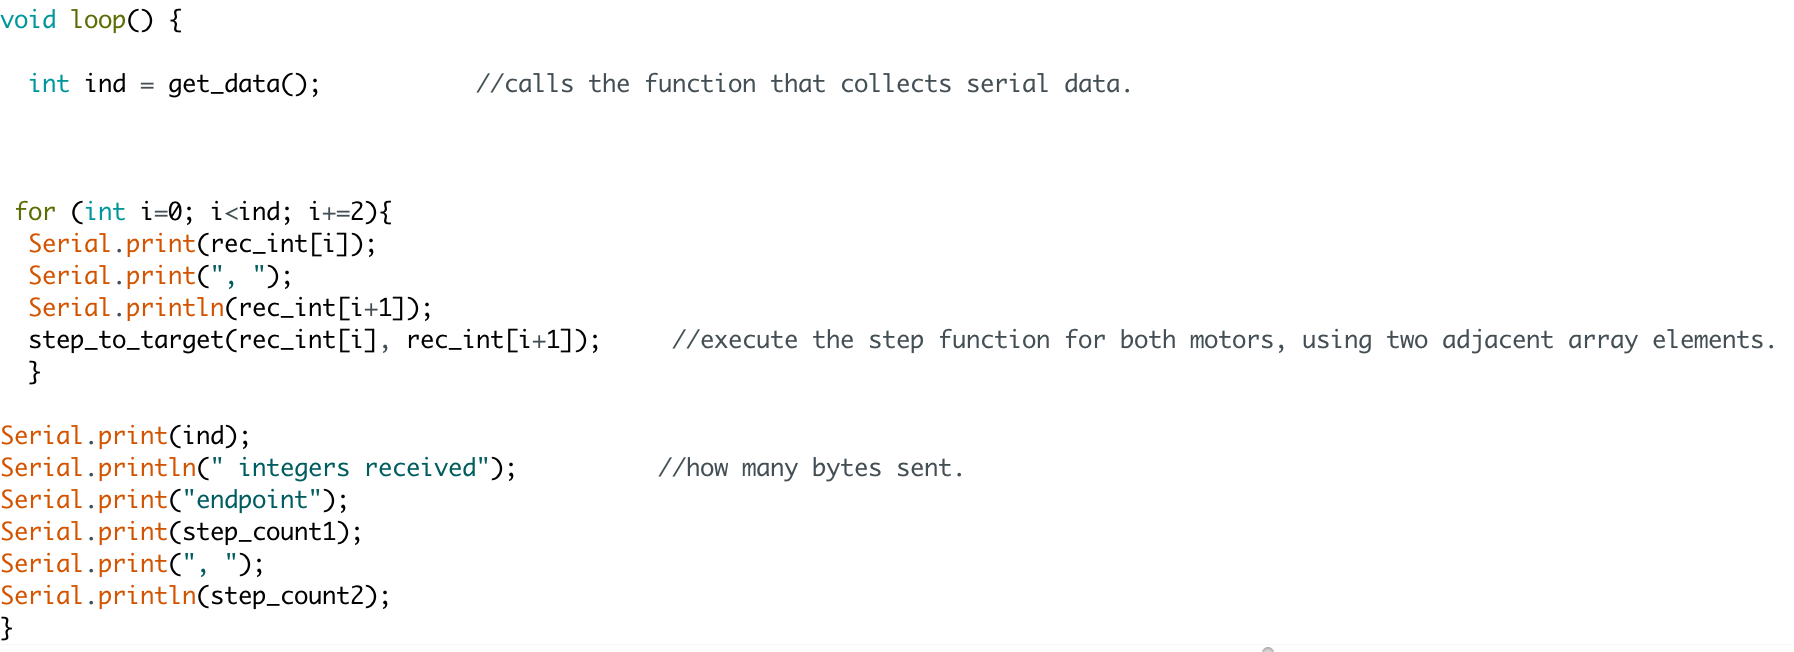 void loop() {
int ind = get_data(); //calls the function that collects serial data.
for (int i=0; i<ind; i+=2){
Serial.print(rec_int[i]);
Serial.print(", ");
Serial.println(rec_int[i+1]);
step_to_target(rec_int[i], rec_int[i+1]); //execute the step function for both motors, using two adjacent array elements.
}
Serial.print(ind);
Serial.println(" integers received"); //how many bytes sent.
Serial.print("endpoint");
Serial.print(step_count1);
Serial.print(", ");
Serial.println(step_count2);
}